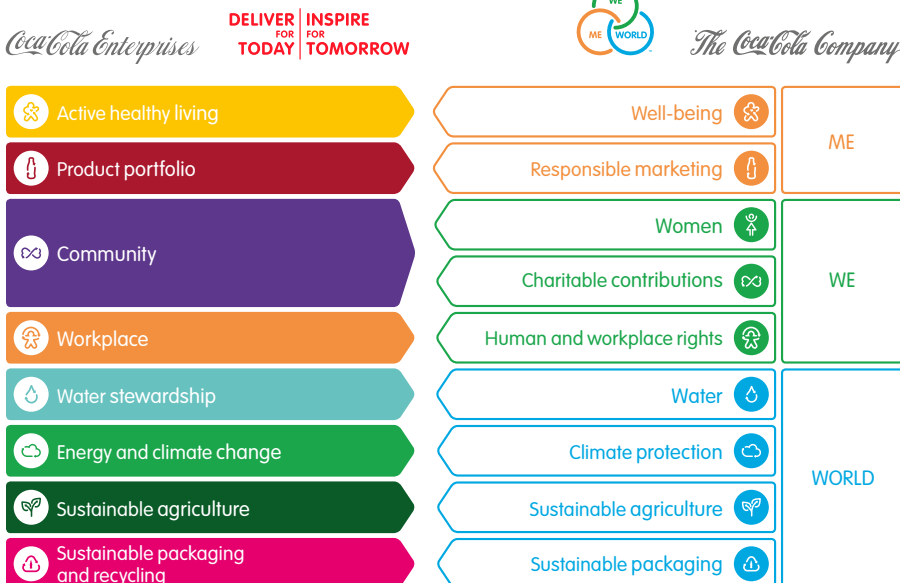 WE
DELIVER INSPIRE
FOR FOR
TODAY TOMORROW
Coca-Cola Enterprises
ME WORLD
The Coca-Cola Company
Active healthy living
Well-being
ME
Product portfolio
Responsible marketing
Community
Women
Charitable contributions
WE
Workplace
Human and workplace rights
Water stewardship
Water
Energy and climate change
Climate protection
WORLD
Sustainable agriculture
Sustainable agriculture
Sustainable packaging
and recycling
Sustainable packaging